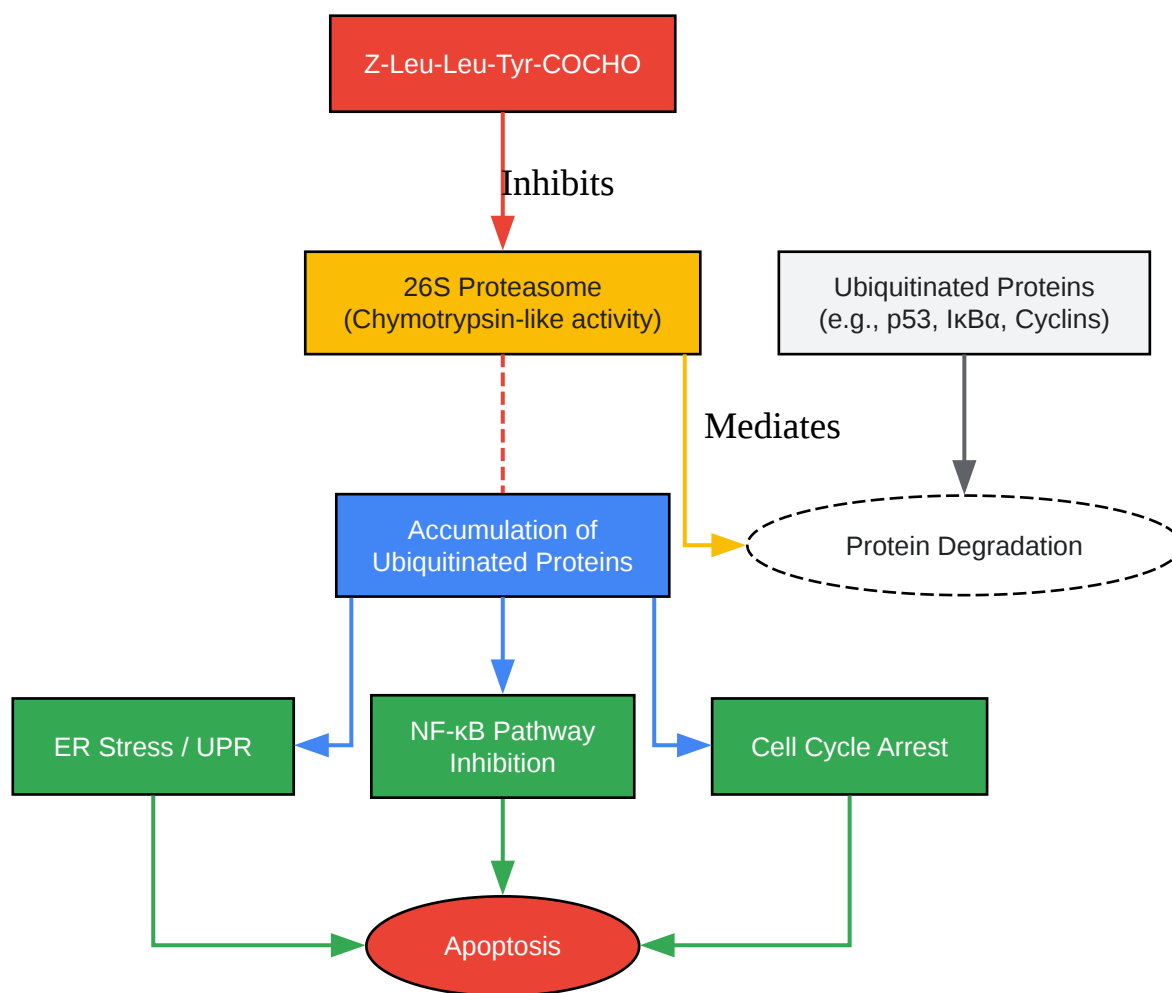 Z-Leu-Leu-Tyr-COCHO
Inhibits
26S Proteasome
(Chymotrypsin-like activity)
Ubiquitinated Proteins
(e.g., p53, IκBα, Cyclins)
Mediates
Accumulation of
Ubiquitinated Proteins
Protein Degradation
ER Stress / UPR
NF-κB Pathway
Inhibition
Cell Cycle Arrest
Apoptosis